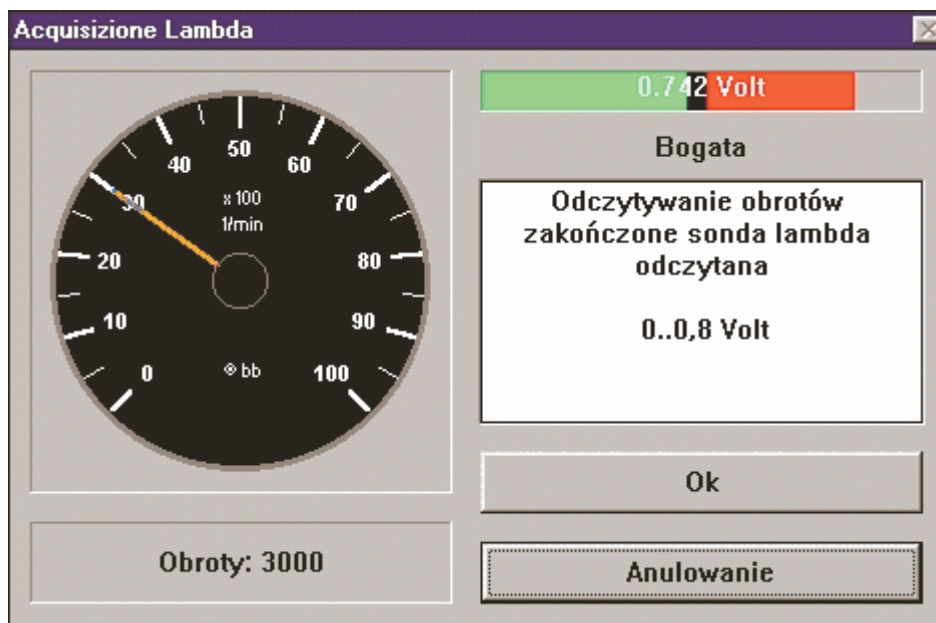 Acquisizione Lambda
50
40
60
30
70
x 100
1/min
20
80
10
90
0
bb
100
Obroty: 3000
0.742 Volt
Bogata
Odczytywanie obrotów
zakończone sonda lambda
odczytana
0..0,8 Volt
Ok
Anulowanie